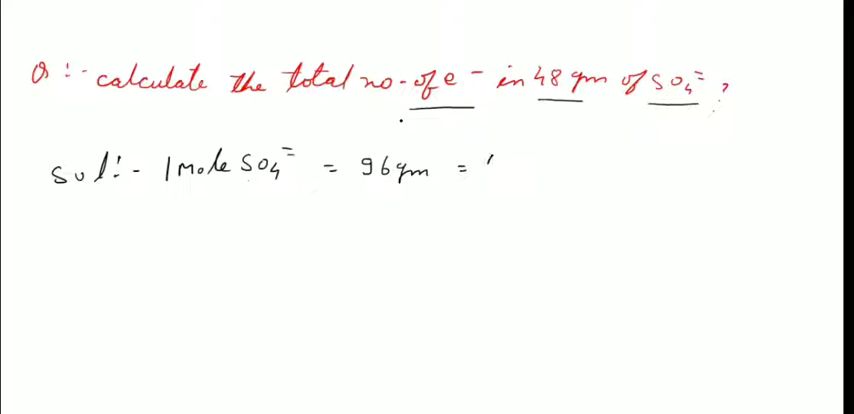 Q :- calculate the total no. of e⁻ in 48 gm of SO₄⁼ ?
Sol:- 1 Mole SO₄⁼ = 96 gm = '